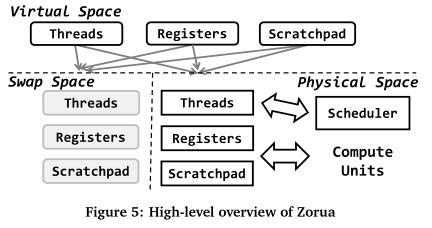 Virtual Space
Threads Registers Scratchpad
Swap Space Physical Space
Threads Threads Scheduler
Registers Registers
Compute
Units
Scratchpad Scratchpad
Figure 5: High-level overview of Zorua